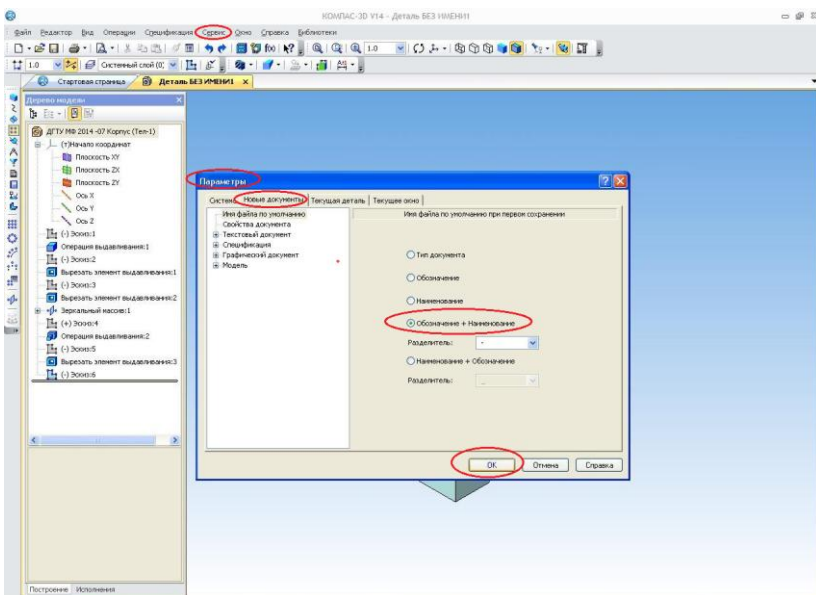 КОМПАС-3D V14 - Деталь БЕЗ ИМЕНИ1
Файл Редактор Вид Операции Спецификация Сервис Окно Справка Библиотеки
1.0
1.0 Системный слой (0)
Стартовая страница Деталь БЕЗ ИМЕНИ1 x
Дерево модели
ДГТУ МФ 2014 -07 Корпус (Тел-1)
(т)Начало координат
Плоскость XY
Плоскость ZX
Плоскость ZY
Ось X
Ось Y
Ось Z
(-) Эскиз:1
Операция выдавливания:1
(-) Эскиз:2
Вырезать элемент выдавливания:1
(-) Эскиз:3
Вырезать элемент выдавливания:2
Зеркальный массив:1
(+) Эскиз:4
Операция выдавливания:2
(-) Эскиз:5
Вырезать элемент выдавливания:3
(-) Эскиз:6
Построение Исполнения
Параметры
Система Новые документы Текущая деталь Текущее окно
Имя файла по умолчанию
Свойства документа
Текстовый документ
Спецификация
Графический документ
Модель
Имя файла по умолчанию при первом сохранении
Тип документа
Обозначение
Наименование
Обозначение + Наименование
Разделитель: -
Наименование + Обозначение
Разделитель:
OK Отмена Справка